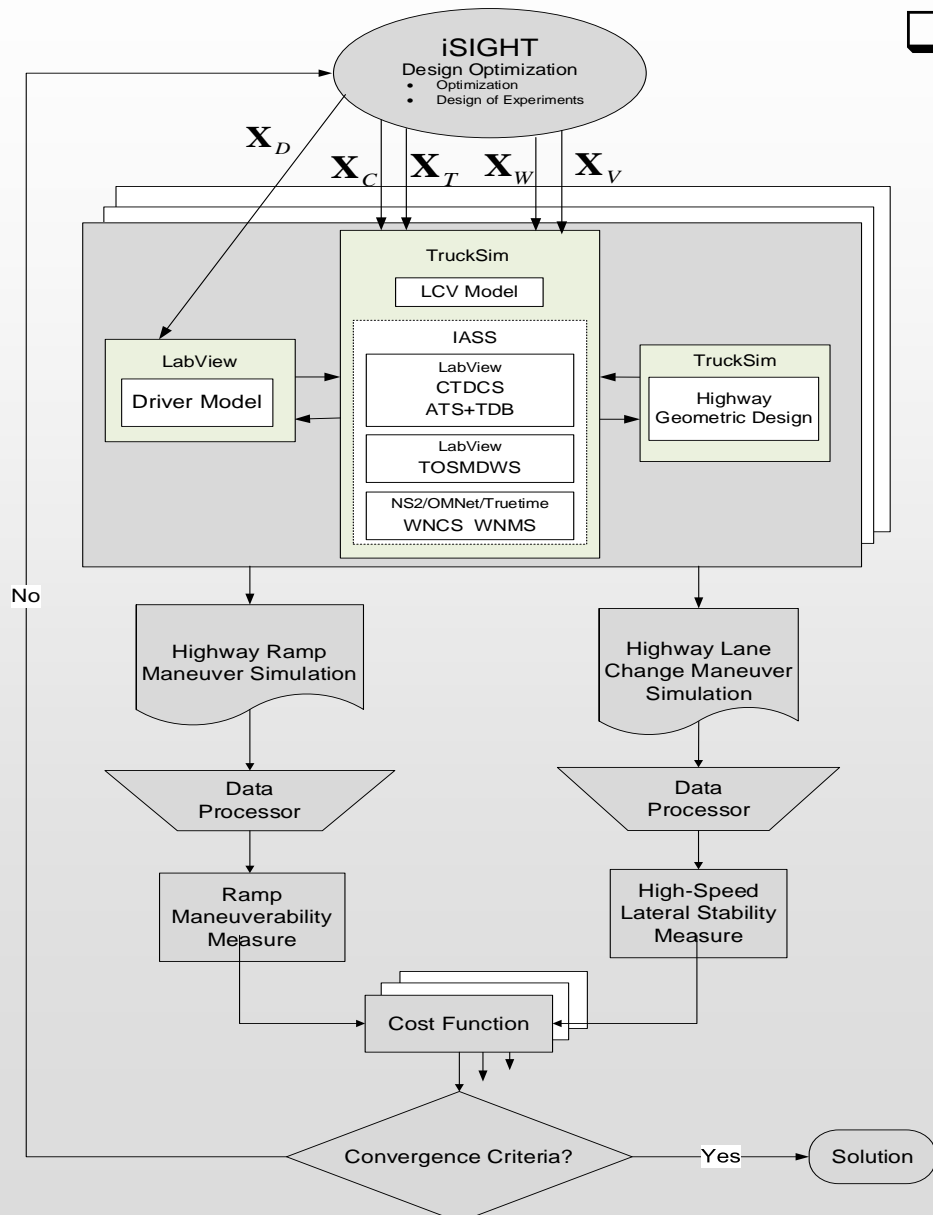 iSIGHT
Design Optimization
• Optimization
• Design of Experiments
X_D
X_C X_T X_W X_V
TruckSim
LCV Model
IASS
LabView
CTDCS
ATS+TDB
LabView
TOSMDWS
NS2/OMNet/Truetime
WNCS WNMS
LabView
Driver Model
TruckSim
Highway
Geometric Design
No
Highway Ramp
Maneuver Simulation
Highway Lane
Change Maneuver
Simulation
Data
Processor
Data
Processor
Ramp
Maneuverability
Measure
High-Speed
Lateral Stability
Measure
Cost Function
Convergence Criteria?
Yes
Solution